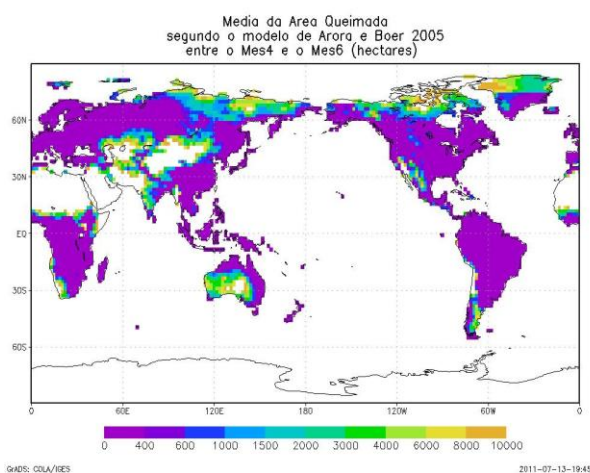 Media da Area Queimada
segundo o modelo de Arora e Boer 2005
entre o Mes4 e o Mes6 (hectares)
60N
30N
EQ
30S
60S
0 60E 120E 180 120W 60W 0
0 400 600 1000 1500 2000 3000 4000 6000 8000 10000
GrADS: COLA/IGES 2011-07-13-19:45